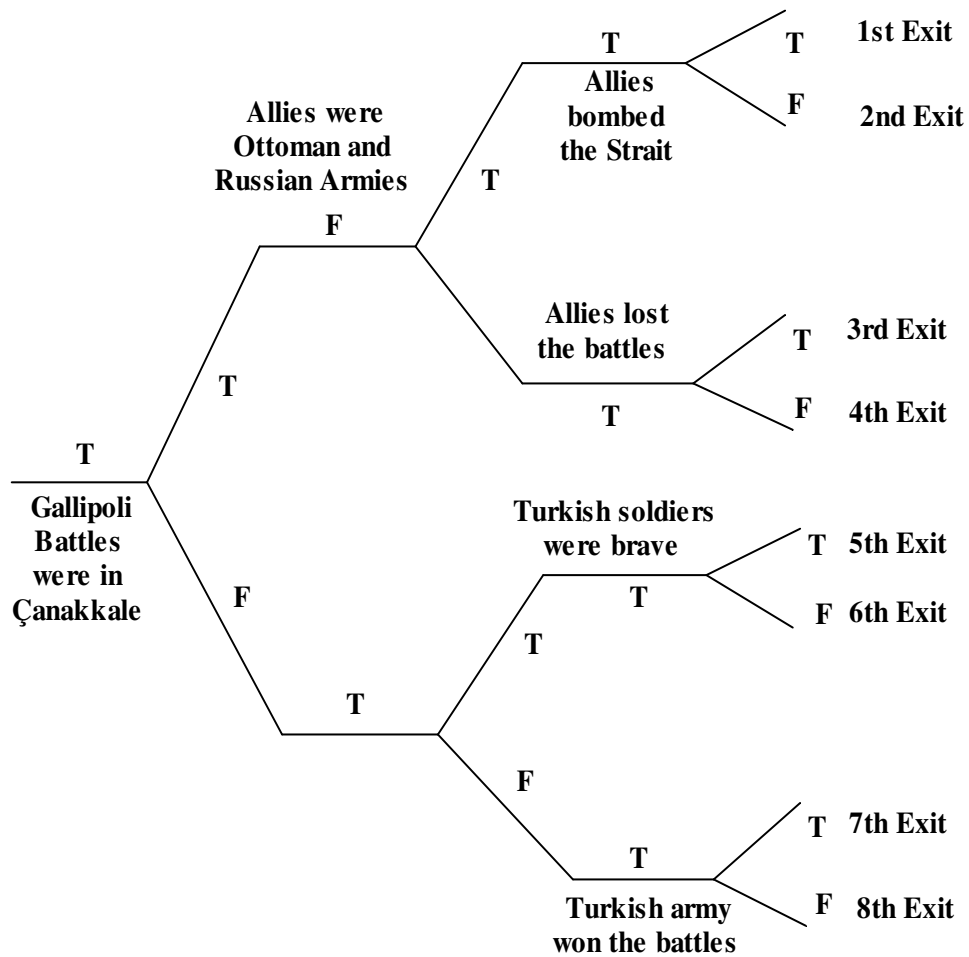 T
Gallipoli
Battles
were in
Çanakkale
T
F
Allies were
Ottoman and
Russian Armies
F
T
T
Allies
bombed
the Strait
T
1st Exit
F
2nd Exit
Allies lost
the battles
T
T
3rd Exit
F
4th Exit
T
T
F
Turkish soldiers
were brave
T
T
5th Exit
F
6th Exit
T
Turkish army
won the battles
T
7th Exit
F
8th Exit